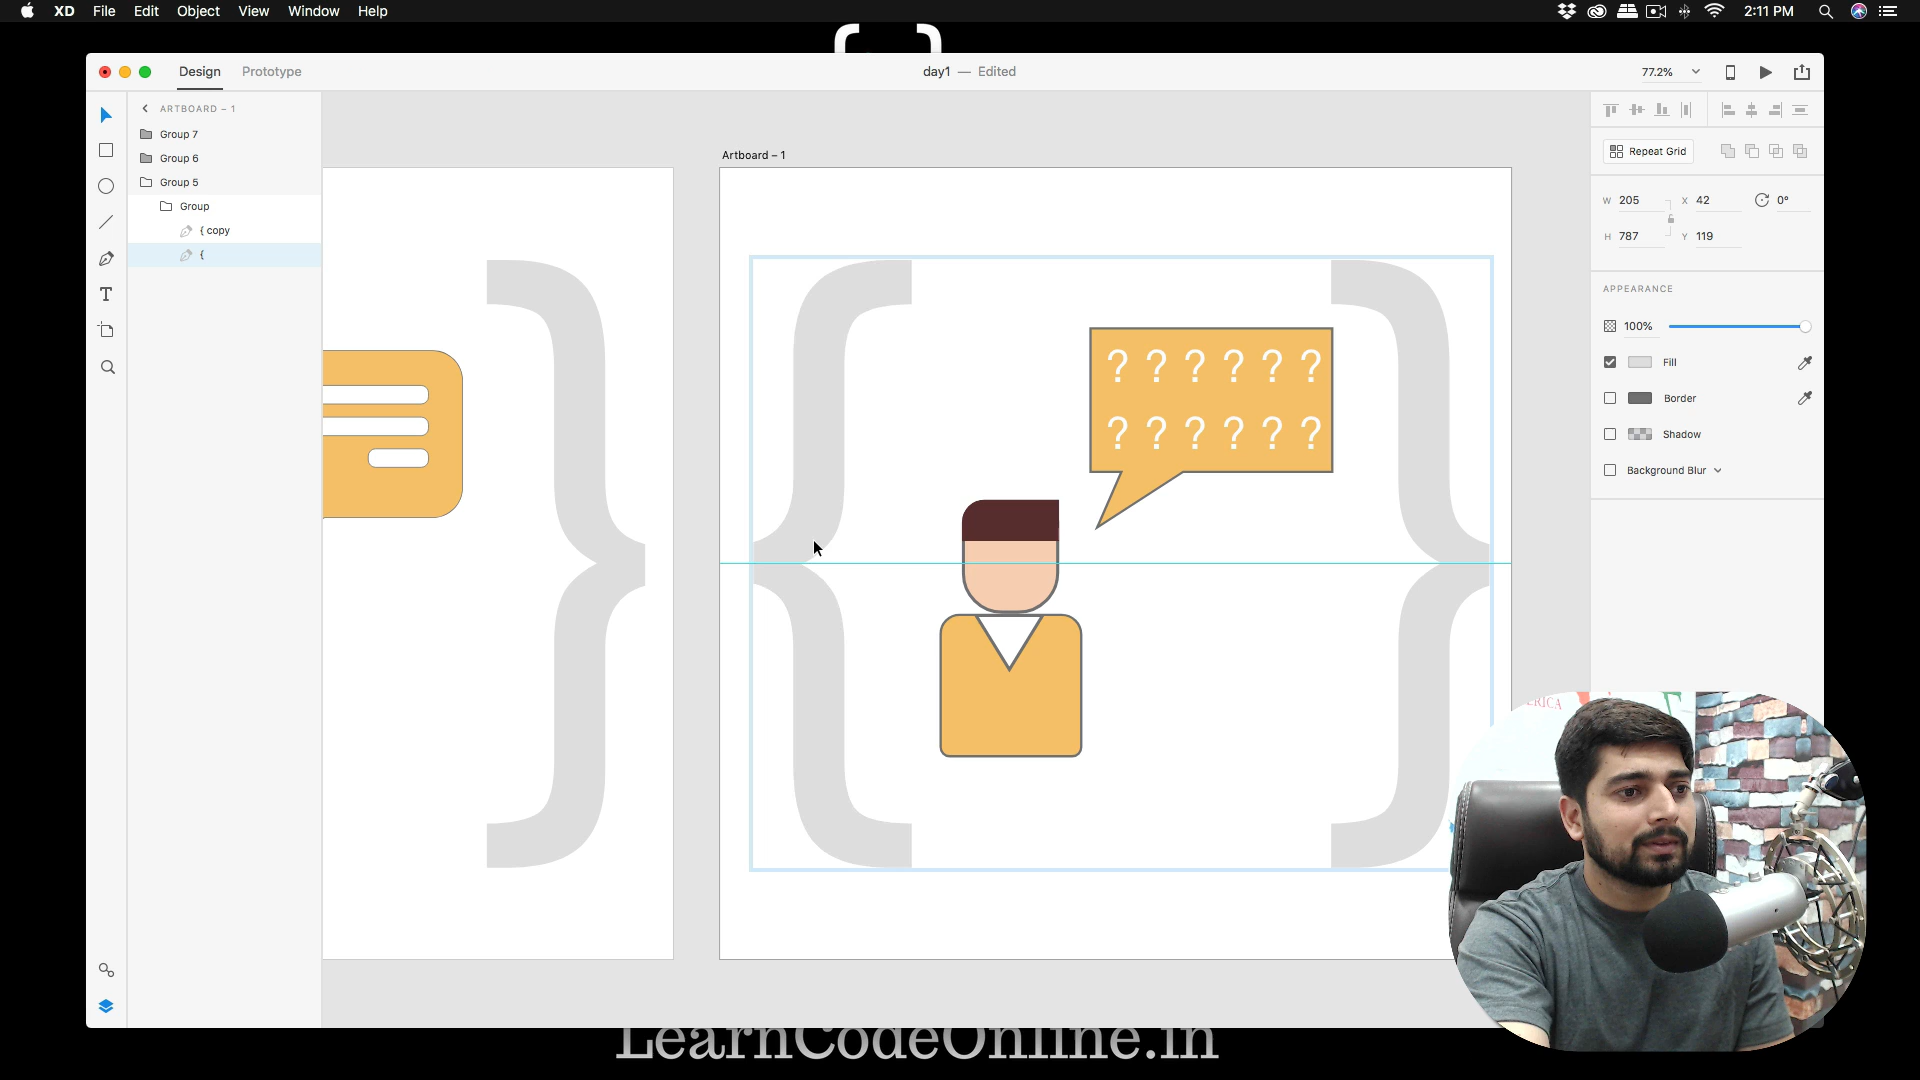 XD File Edit Object View Window Help
2:11 PM
Design Prototype
day1 — Edited
77.2%
ARTBOARD – 1
Group 7
Group 6
Group 5
Group
{ copy
{
Artboard – 1
? ? ? ? ? ?
? ? ? ? ? ?
Repeat Grid
W 205 X 42 0°
H 787 Y 119
APPEARANCE
100%
Fill
Border
Shadow
Background Blur
ERICA
LearnCodeOnline.in